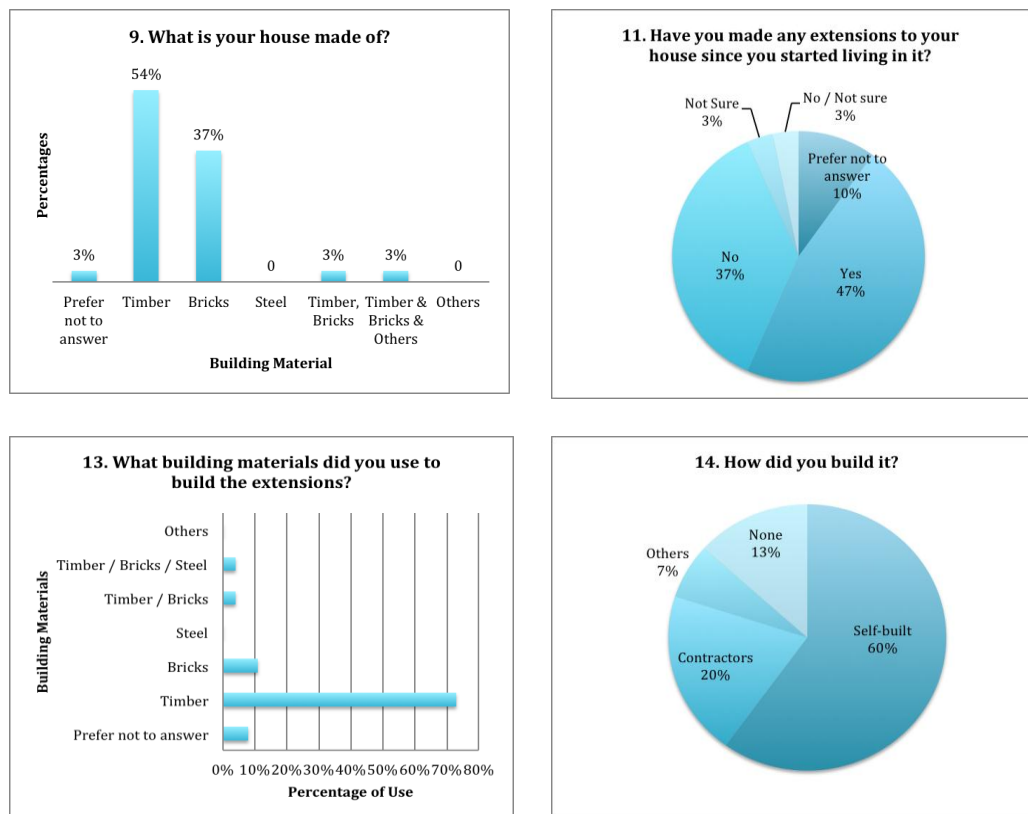 9. What is your house made of?
54%
37%
3%
0
3%
3%
0
Percentages
Prefer not to answer
Timber
Bricks
Steel
Timber, Bricks
Timber & Bricks & Others
Others
Building Material
11. Have you made any extensions to your
house since you started living in it?
Not Sure
3%
No / Not sure
3%
Prefer not to
answer
10%
No
37%
Yes
47%
13. What building materials did you use to
build the extensions?
Building Materials
Others
Timber / Bricks / Steel
Timber / Bricks
Steel
Bricks
Timber
Prefer not to answer
0% 10% 20% 30% 40% 50% 60% 70% 80%
Percentage of Use
14. How did you build it?
None
13%
Others
7%
Self-built
60%
Contractors
20%